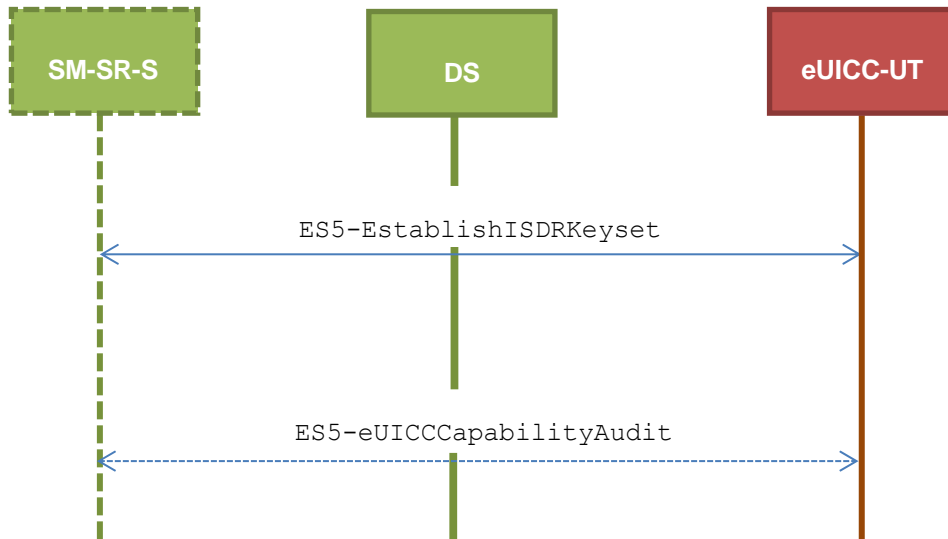 SM-SR-S
DS
eUICC-UT
ES5-EstablishISDRKeyset
ES5-eUICCCapabilityAudit